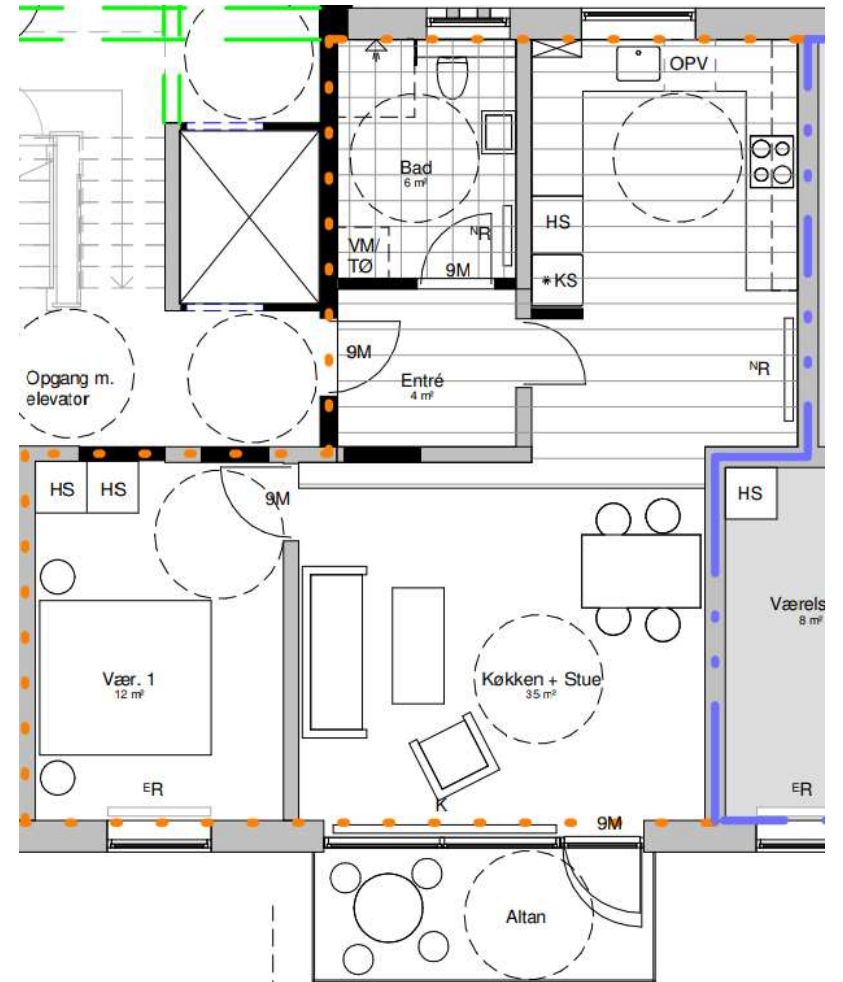 OPV
Bad
6 m²
HS
NR
VM/
TØ
9M
*KS
9M
NR
Opgang m.
elevator
Entré
4 m²
HS
HS
9M
HS
Værels
8 m²
Vær. 1
12 m²
Køkken + Stue
35 m²
ER
ER
K
9M
Altan